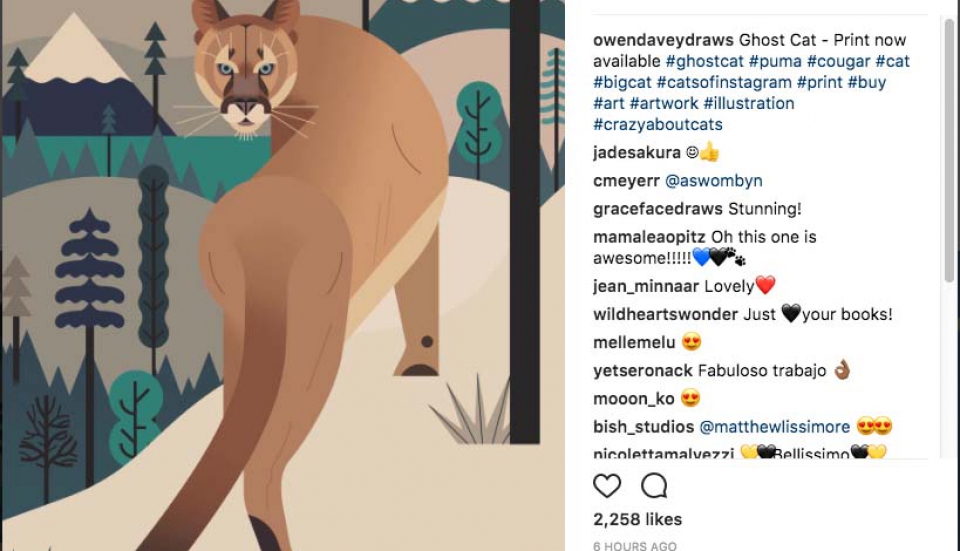 owendaveydraws Ghost Cat - Print now
available #ghostcat #puma #cougar #cat
#bigcat #catsofinstagram #print #buy
#art #artwork #illustration
#crazyaboutcats
jadesakura ☺👍
cmeyerr @aswombyn
gracefacedraws Stunning!
mamaleaopitz Oh this one is
awesome!!!!!💙🖤🐾
jean_minnaar Lovely❤️
wildheartswonder Just 🖤your books!
mellemelu 😍
yetseronack Fabuloso trabajo 👌🏾
mooon_ko 😍
bish_studios @matthewlissimore 😍😍
nicolettamalvezzi 💛🖤Bellissimo🖤💛
2,258 likes
6 HOURS AGO